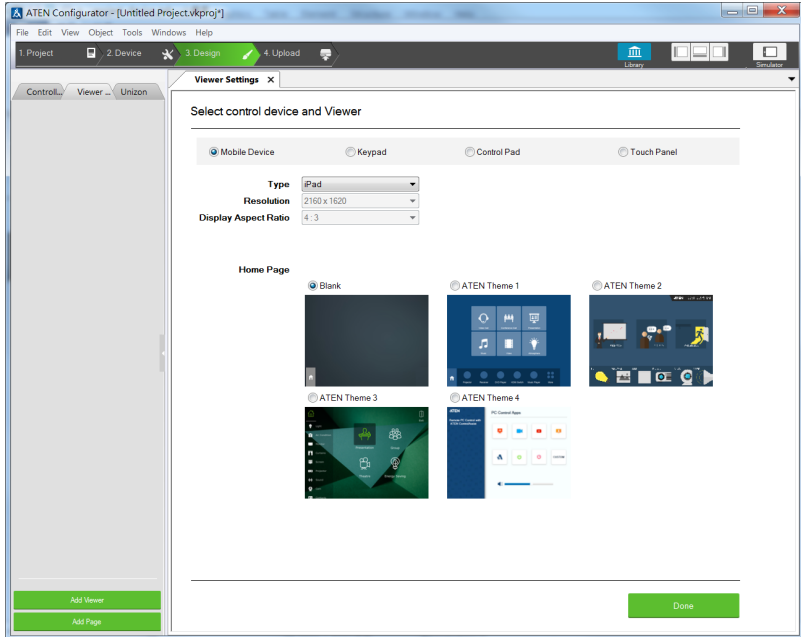 ATEN Configurator - [Untitled Project.vkproj*]
File Edit View Object Tools Windows Help
1. Project 2. Device 3. Design 4. Upload Library Simulator
Controll... Viewer ... Unizon
Viewer Settings X
Select control device and Viewer
Mobile Device Keypad Control Pad Touch Panel
Type iPad
Resolution 2160 x 1620
Display Aspect Ratio 4 : 3
Home Page
Blank ATEN Theme 1 ATEN Theme 2
ATEN Theme 3 ATEN Theme 4
ATEN PC Control Apps
Add Viewer
Add Page
Done